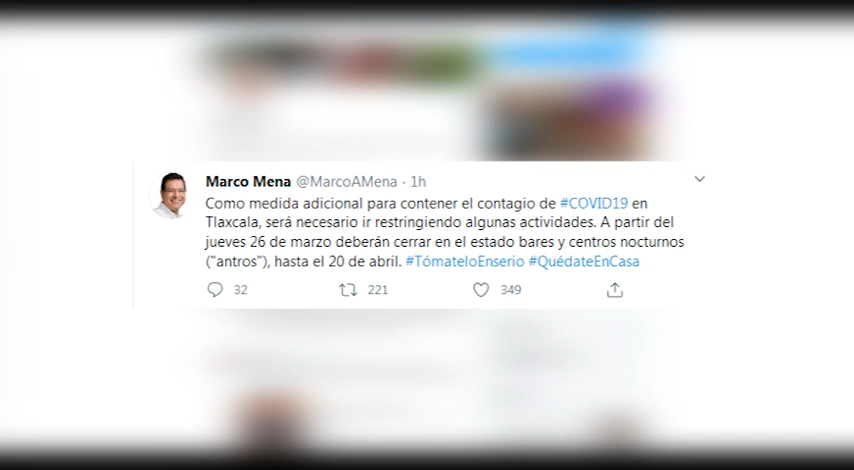 Marco Mena @MarcoAMena · 1h
Como medida adicional para contener el contagio de #COVID19 en
Tlaxcala, será necesario ir restringiendo algunas actividades. A partir del
jueves 26 de marzo deberán cerrar en el estado bares y centros nocturnos
("antros"), hasta el 20 de abril. #TómateloEnserio #QuédateEnCasa
32 221 349